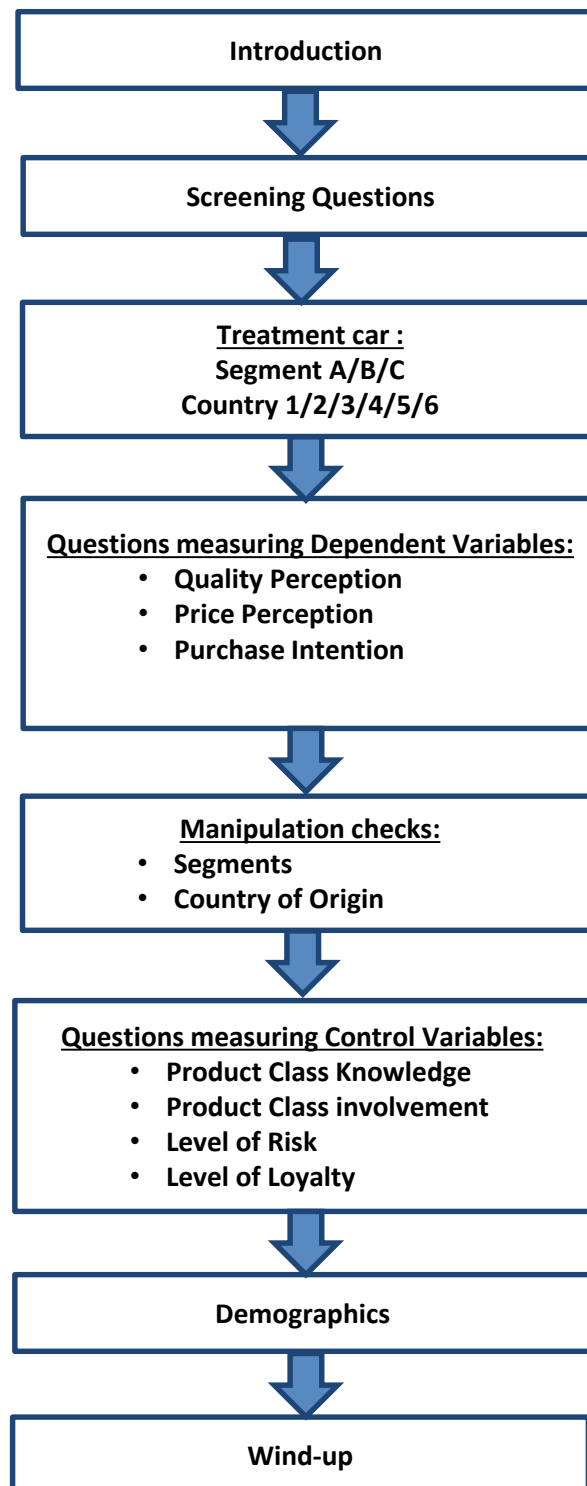 Introduction
Screening Questions
Treatment car :
Segment A/B/C
Country 1/2/3/4/5/6
Questions measuring Dependent Variables:
• Quality Perception
• Price Perception
• Purchase Intention
Manipulation checks:
• Segments
• Country of Origin
Questions measuring Control Variables:
• Product Class Knowledge
• Product Class involvement
• Level of Risk
• Level of Loyalty
Demographics
Wind-up